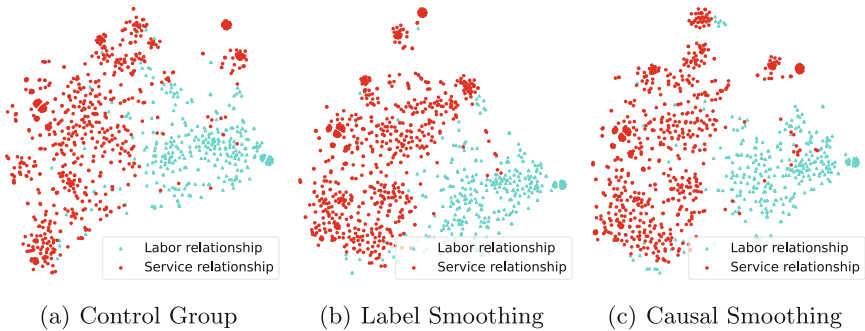 Labor relationship
Service relationship
Labor relationship
Service relationship
Labor relationship
Service relationship
(a) Control Group
(b) Label Smoothing
(c) Causal Smoothing